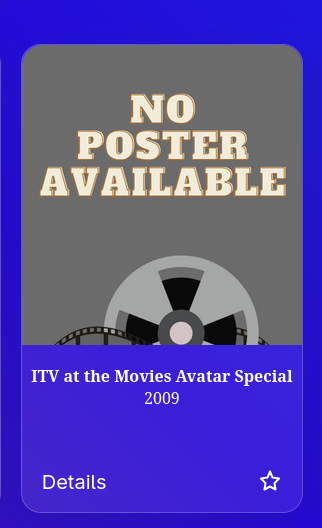 NO
POSTER
AVAILABLE
ITV at the Movies Avatar Special
2009
Details